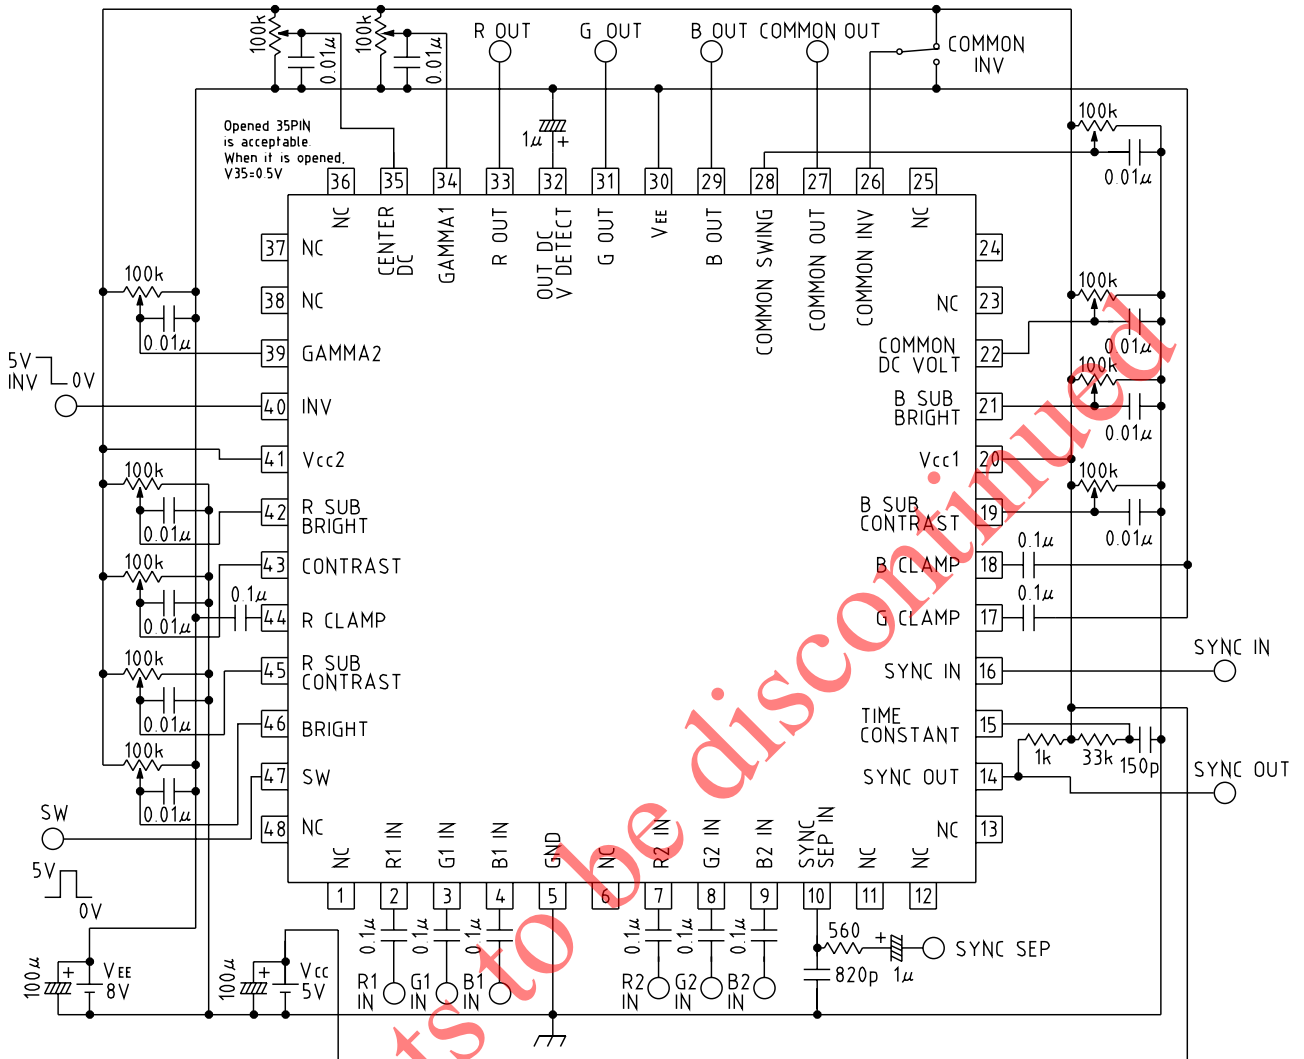 100k
0.01μ
100k
0.01μ
R OUT
G OUT
B OUT
COMMON OUT
COMMON
INV
Opened 35PIN
is acceptable.
When it is opened,
V35=0.5V
1μ +
100k
0.01μ
36
35
34
33
32
31
30
29
28
27
26
25
NC
CENTER
DC
GAMMA1
R OUT
OUT DC
V DETECT
G OUT
VEE
B OUT
COMMON SWING
COMMON OUT
COMMON INV
NC
37 NC
38 NC
39 GAMMA2
40 INV
41 Vcc2
42 R SUB
BRIGHT
43 CONTRAST
44 R CLAMP
45 R SUB
CONTRAST
46 BRIGHT
47 SW
48 NC
100k
0.01μ
5V
INV
0V
100k
0.01μ
100k
0.01μ
0.1μ
100k
0.01μ
100k
0.01μ
SW
5V
0V
24
NC 23
COMMON
DC VOLT 22
B SUB
BRIGHT 21
Vcc1 20
B SUB
CONTRAST 19
B CLAMP 18
G CLAMP 17
SYNC IN 16
TIME
CONSTANT 15
SYNC OUT 14
NC 13
100k
0.01μ
100k
0.01μ
100k
0.01μ
0.1μ
0.1μ
SYNC IN
1k
33k
150p
SYNC OUT
NC
R1 IN
G1 IN
B1 IN
GND
NC
R2 IN
G2 IN
B2 IN
SYNC
SEP IN
NC
NC
1
2
3
4
5
6
7
8
9
10
11
12
0.1μ
0.1μ
0.1μ
0.1μ
0.1μ
0.1μ
560
+
1μ
SYNC SEP
820p
100μ
+
VEE
8V
100μ
+
Vcc
5V
R1
IN
G1
IN
B1
IN
R2
IN
G2
IN
B2
IN
ts to be discontinued